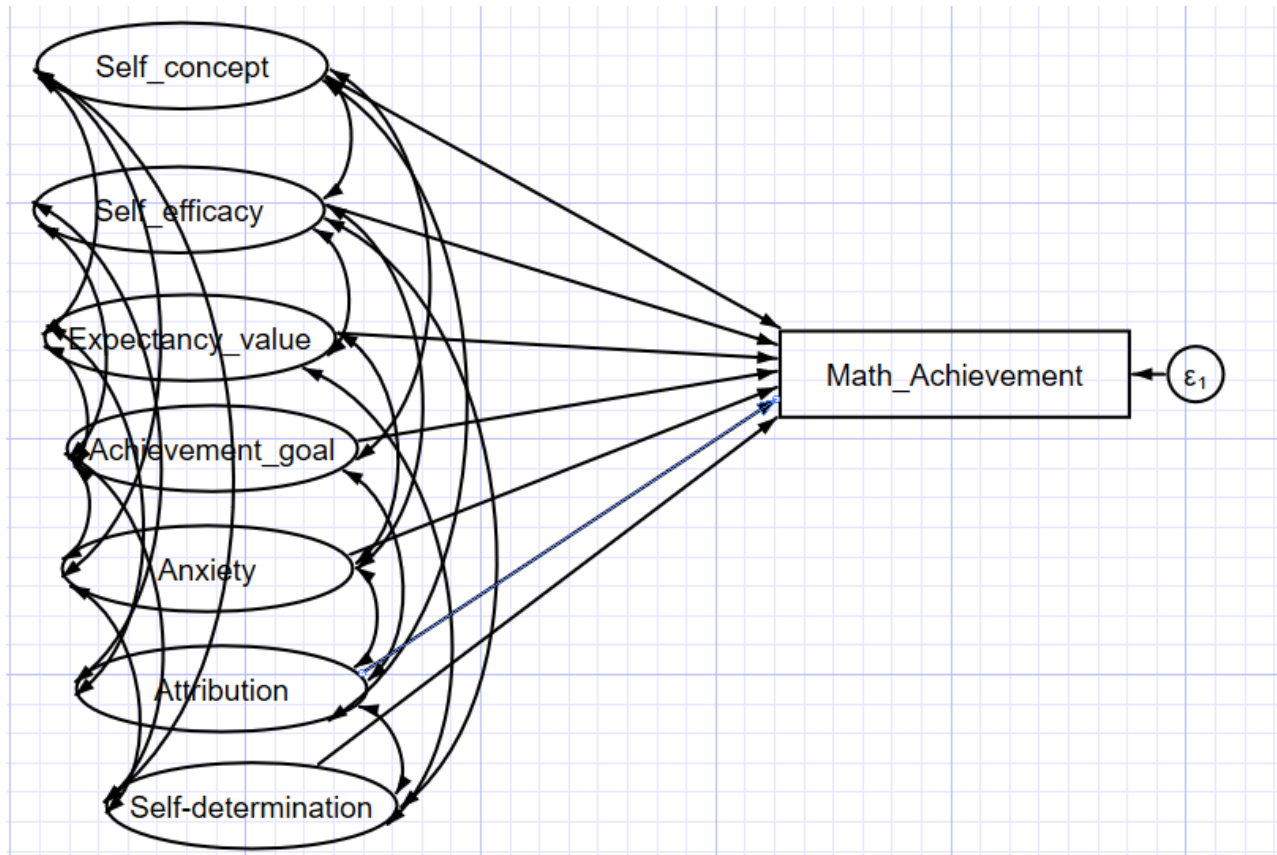 Self_concept
Self_efficacy
Expectancy_value
Achievement_goal
Anxiety
Attribution
Self-determination
Math_Achievement
ε₁